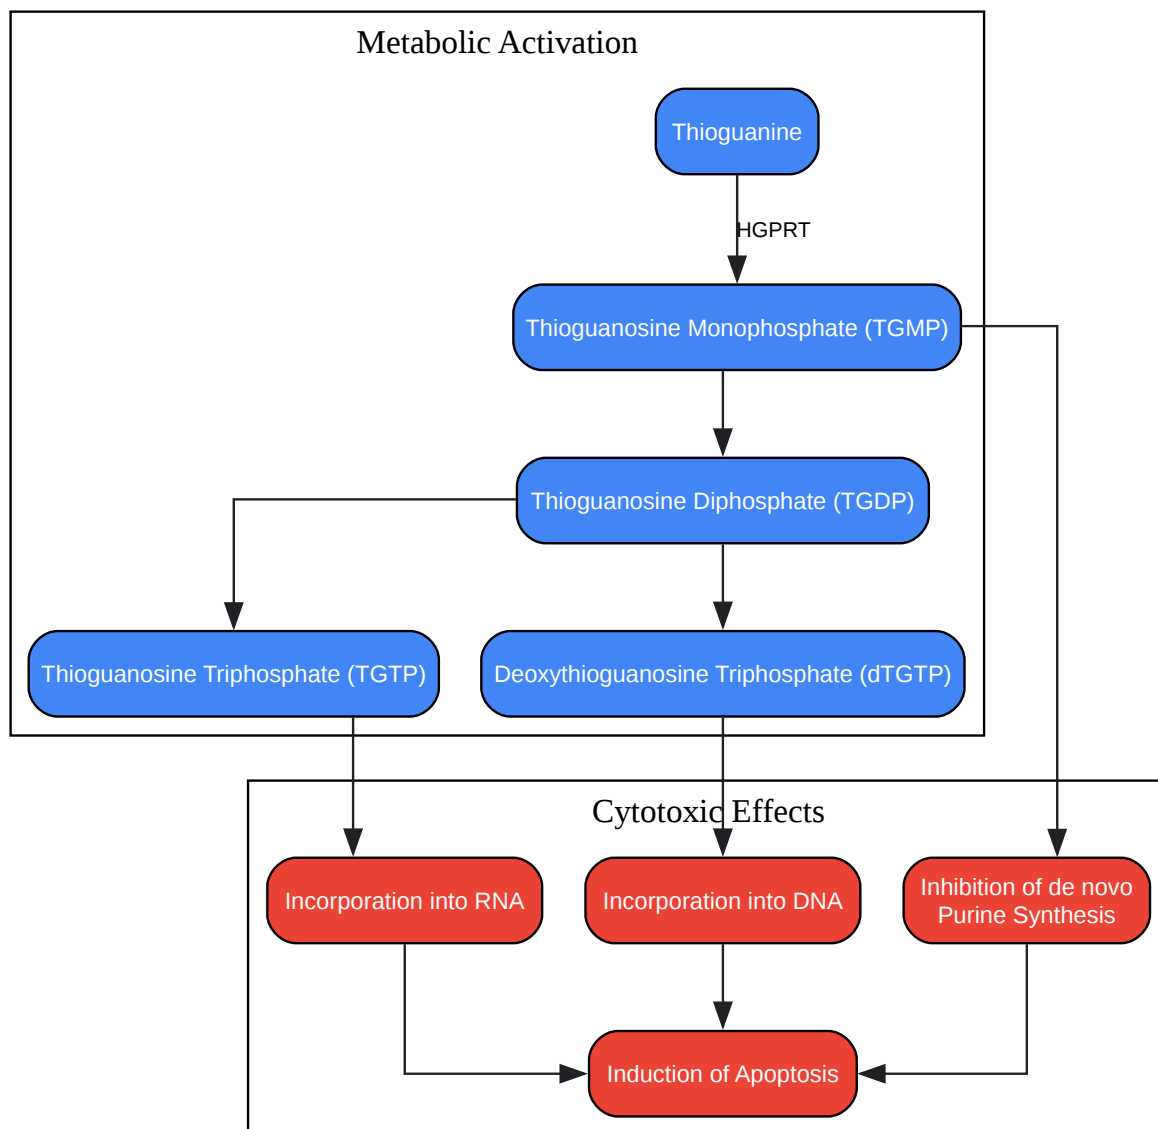 Metabolic Activation
Thioguanine
HGPRT
Thioguanosine Monophosphate (TGMP)
Thioguanosine Diphosphate (TGDP)
Thioguanosine Triphosphate (TGTP)
Deoxythioguanosine Triphosphate (dTGTP)
Cytotoxic Effects
Incorporation into RNA
Incorporation into DNA
Inhibition of de novo
Purine Synthesis
Induction of Apoptosis